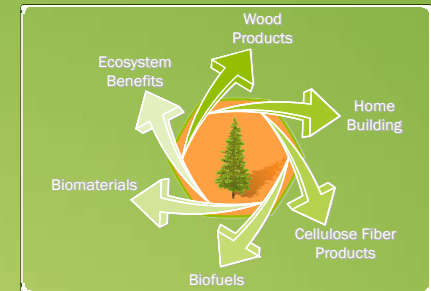 Wood
Products
Ecosystem
Benefits
Home
Building
Biomaterials
Cellulose Fiber
Products
Biofuels